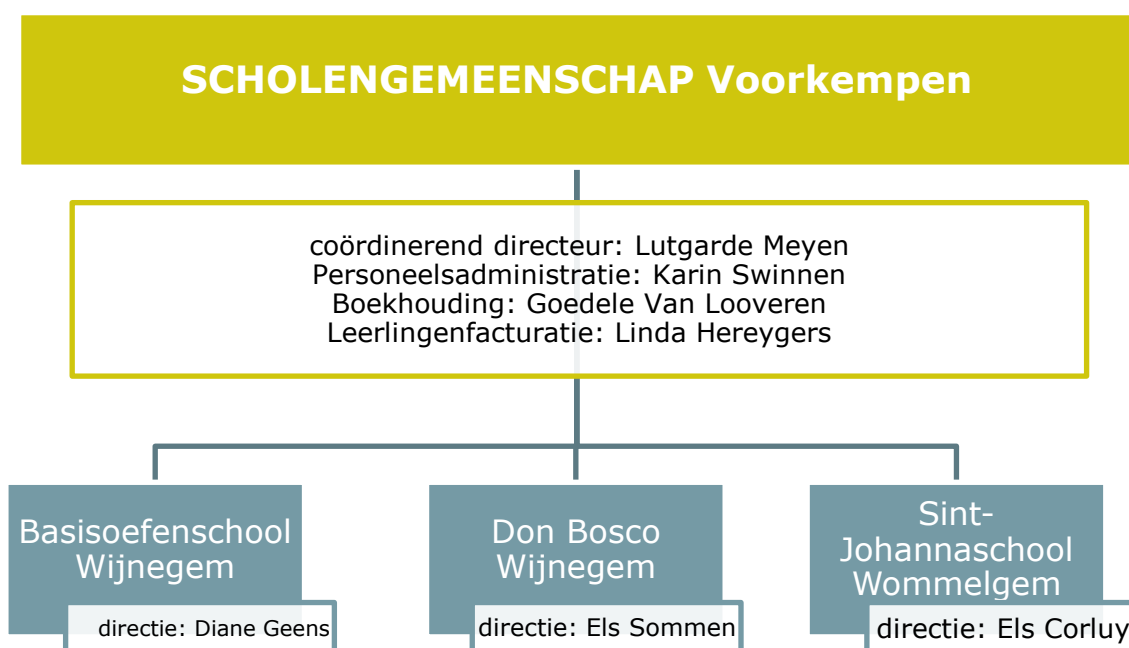 SCHOLENGEMEENSCHAP Voorkempen
coördinerend directeur: Lutgarde Meyen
Personeelsadministratie: Karin Swinnen
Boekhouding: Goedele Van Looveren
Leerlingenfacturatie: Linda Hereygers
Basisoefenschool
Wijnegem
directie: Diane Geens
Don Bosco
Wijnegem
directie: Els Sommen
Sint-
Johannaschool
Wommelgem
directie: Els Corluy